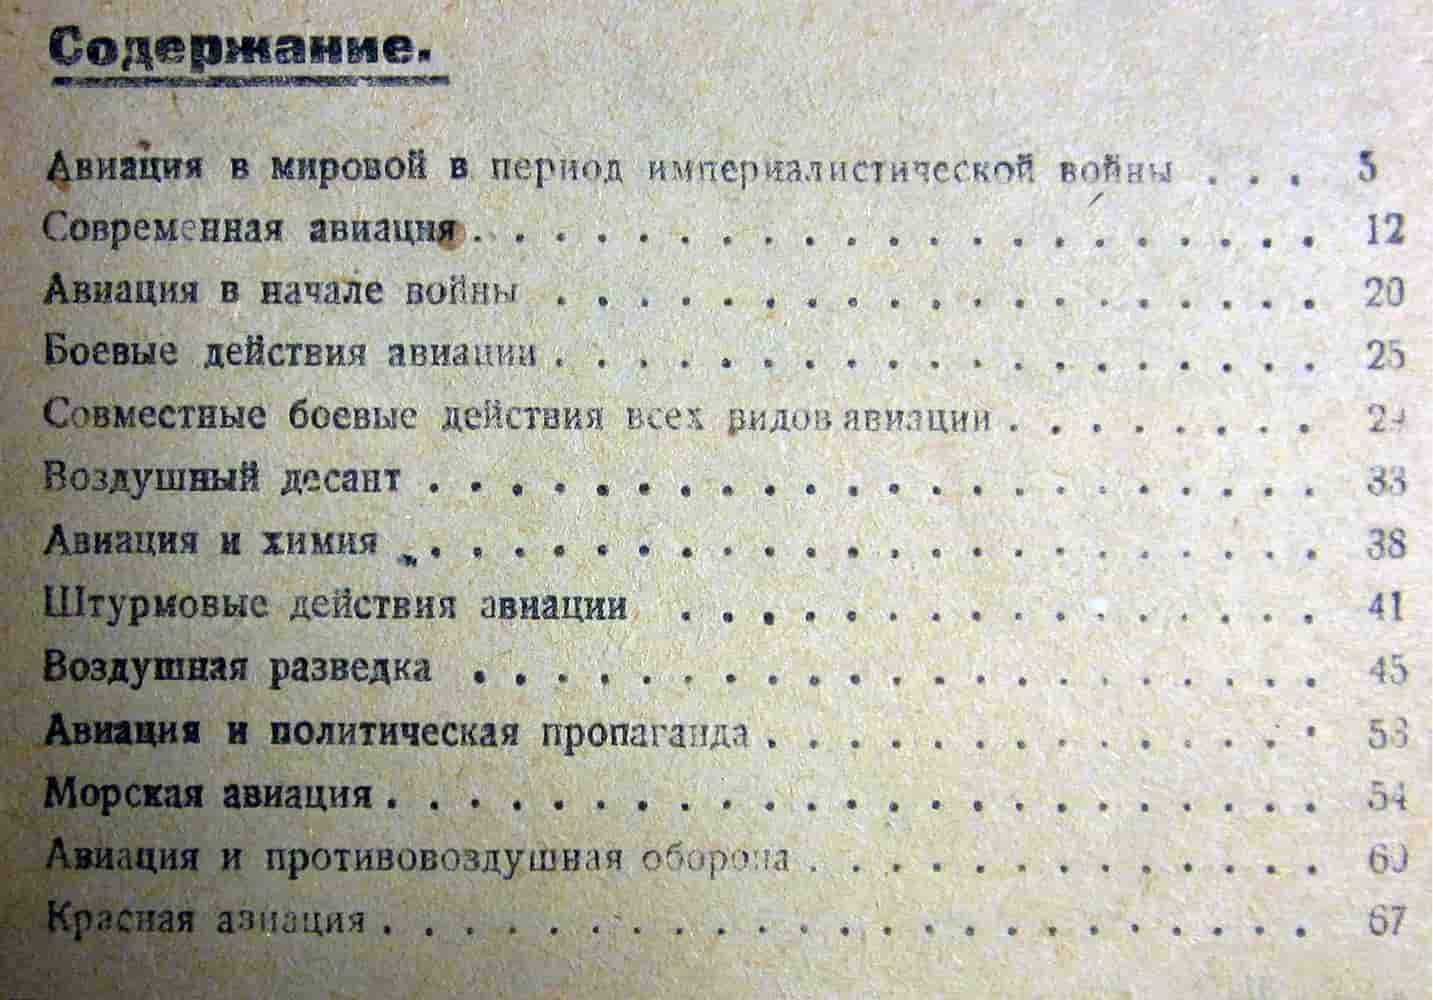 Содержание.
Авиация в мировой в период империалистической войны . . . 5
Современная авиация . . . . . . . . . . . . . . . . . . . . . 12
Авиация в начале войны . . . . . . . . . . . . . . . . . . . 20
Боевые действия авиации . . . . . . . . . . . . . . . . . . . 25
Совместные боевые действия всех видов авиации . . . . . . . . 29
Воздушный десант . . . . . . . . . . . . . . . . . . . . . . 33
Авиация и химия . . . . . . . . . . . . . . . . . . . . . . 38
Штурмовые действия авиации . . . . . . . . . . . . . . . . 41
Воздушная разведка . . . . . . . . . . . . . . . . . . . . . 45
Авиация и политическая пропаганда . . . . . . . . . . . . . . 53
Морская авиация . . . . . . . . . . . . . . . . . . . . . . . 54
Авиация и противовоздушная оборона . . . . . . . . . . . . . 60
Красная авиация . . . . . . . . . . . . . . . . . . . . . . . 67